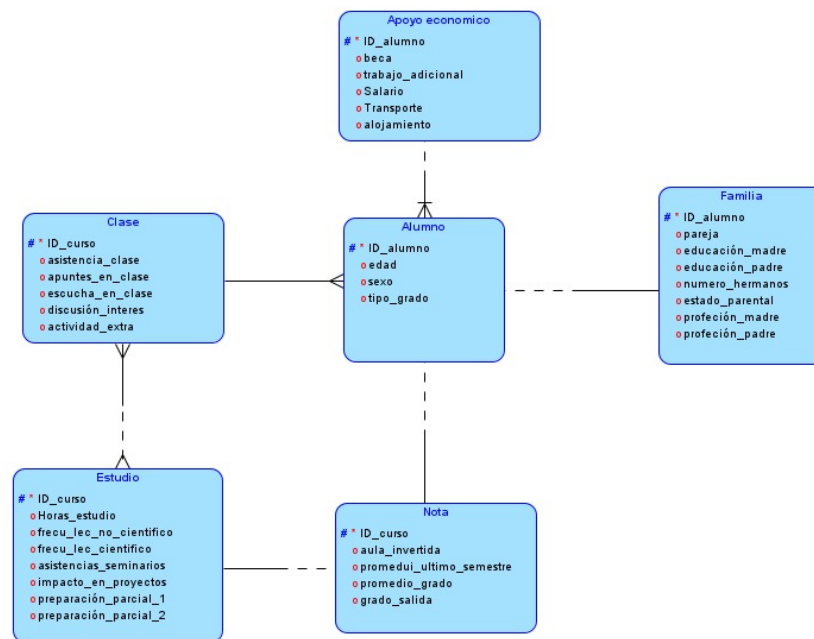 Apoyo economico
# * ID_alumno
o beca
o trabajo_adicional
o Salario
o Transporte
o alojamiento
Clase
# * ID_curso
o asistencia_clase
o apuntes_en_clase
o escucha_en_clase
o discusión_interes
o actividad_extra
Alumno
# * ID_alumno
o edad
o sexo
o tipo_grado
Familia
# * ID_alumno
o pareja
o educación_madre
o educación_padre
o numero_hermanos
o estado_parental
o profeción_madre
o profeción_padre
Estudio
# * ID_curso
o Horas_estudio
o frecu_lec_no_cientifico
o frecu_lec_cientifico
o asistencias_seminarios
o impacto_en_proyectos
o preparación_parcial_1
o preparación_parcial_2
Nota
# * ID_curso
o aula_invertida
o promedui_ultimo_semestre
o promedio_grado
o grado_salida